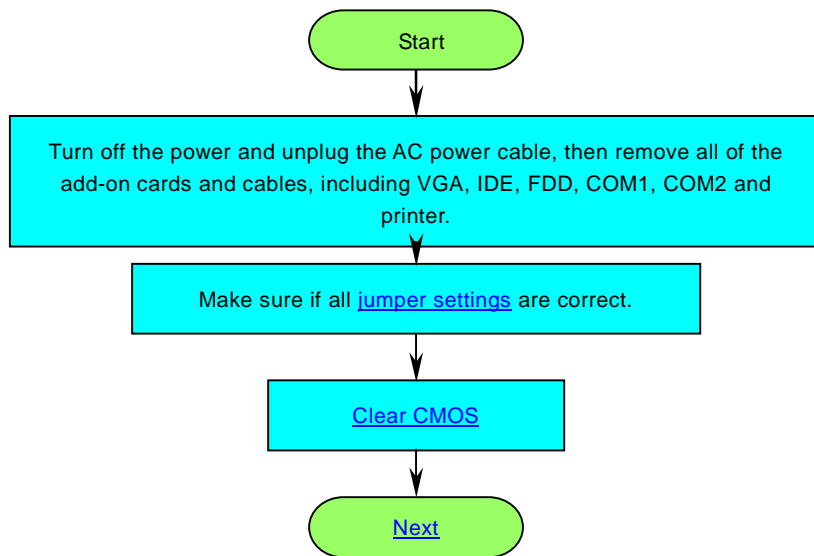 Start
Turn off the power and unplug the AC power cable, then remove all of the
add-on cards and cables, including VGA, IDE, FDD, COM1, COM2 and
printer.
Make sure if all jumper settings are correct.
Clear CMOS
Next